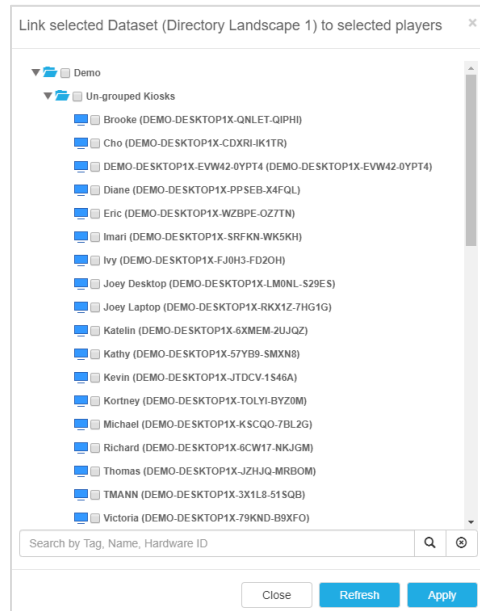 Link selected Dataset (Directory Landscape 1) to selected players ×
Demo
Un-grouped Kiosks
Brooke (DEMO-DESKTOP1X-QNLET-QIPHI)
Cho (DEMO-DESKTOP1X-CDXRI-IK1TR)
DEMO-DESKTOP1X-EVW42-0YPT4 (DEMO-DESKTOP1X-EVW42-0YPT4)
Diane (DEMO-DESKTOP1X-PPSEB-X4FQL)
Eric (DEMO-DESKTOP1X-WZBPE-OZ7TN)
Imari (DEMO-DESKTOP1X-SRFKN-WK5KH)
Ivy (DEMO-DESKTOP1X-FJ0H3-FD2OH)
Joey Desktop (DEMO-DESKTOP1X-LM0NL-S29ES)
Joey Laptop (DEMO-DESKTOP1X-RKX1Z-7HG1G)
Katelin (DEMO-DESKTOP1X-6XMEM-2UJQZ)
Kathy (DEMO-DESKTOP1X-57YB9-SMXN8)
Kevin (DEMO-DESKTOP1X-JTDCV-1S46A)
Kortney (DEMO-DESKTOP1X-TOLYI-BYZ0M)
Michael (DEMO-DESKTOP1X-KSCQO-7BL2G)
Richard (DEMO-DESKTOP1X-6CW17-NKJGM)
Thomas (DEMO-DESKTOP1X-JZHJQ-MRBOM)
TMANN (DEMO-DESKTOP1X-3X1L8-51SQB)
Victoria (DEMO-DESKTOP1X-79KND-B9XFO)
Search by Tag, Name, Hardware ID
Close Refresh Apply